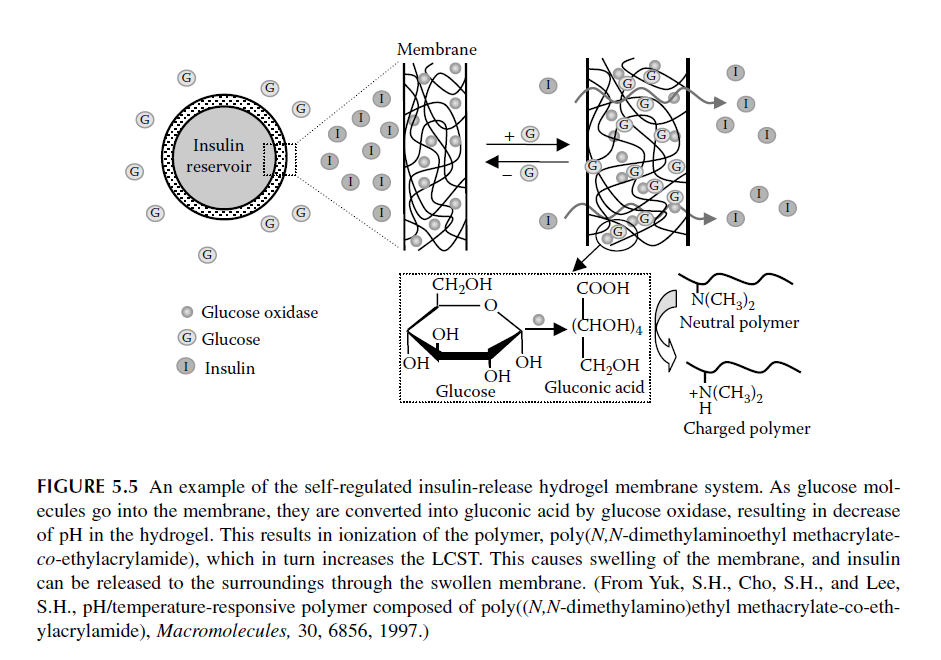 Membrane
Insulin
reservoir
G
G
G
G
G
G
G
G
G
I
I
I
I
I
I
I
I
I
+ G
− G
I
I
G
G
G
G
G
G
G
G
G
G
G
G
I
I
I
I
I
I
I
Glucose oxidase
G Glucose
I Insulin
CH₂OH
O
OH
OH
OH
OH
Glucose
COOH
(CHOH)₄
CH₂OH
Gluconic acid
N(CH₃)₂
Neutral polymer
+N(CH₃)₂
H
Charged polymer
FIGURE 5.5 An example of the self-regulated insulin-release hydrogel membrane system. As glucose mol-
ecules go into the membrane, they are converted into gluconic acid by glucose oxidase, resulting in decrease
of pH in the hydrogel. This results in ionization of the polymer, poly(N,N-dimethylaminoethyl methacrylate-
co-ethylacrylamide), which in turn increases the LCST. This causes swelling of the membrane, and insulin
can be released to the surroundings through the swollen membrane. (From Yuk, S.H., Cho, S.H., and Lee,
S.H., pH/temperature-responsive polymer composed of poly((N,N-dimethylamino)ethyl methacrylate-co-eth-
ylacrylamide), Macromolecules, 30, 6856, 1997.)